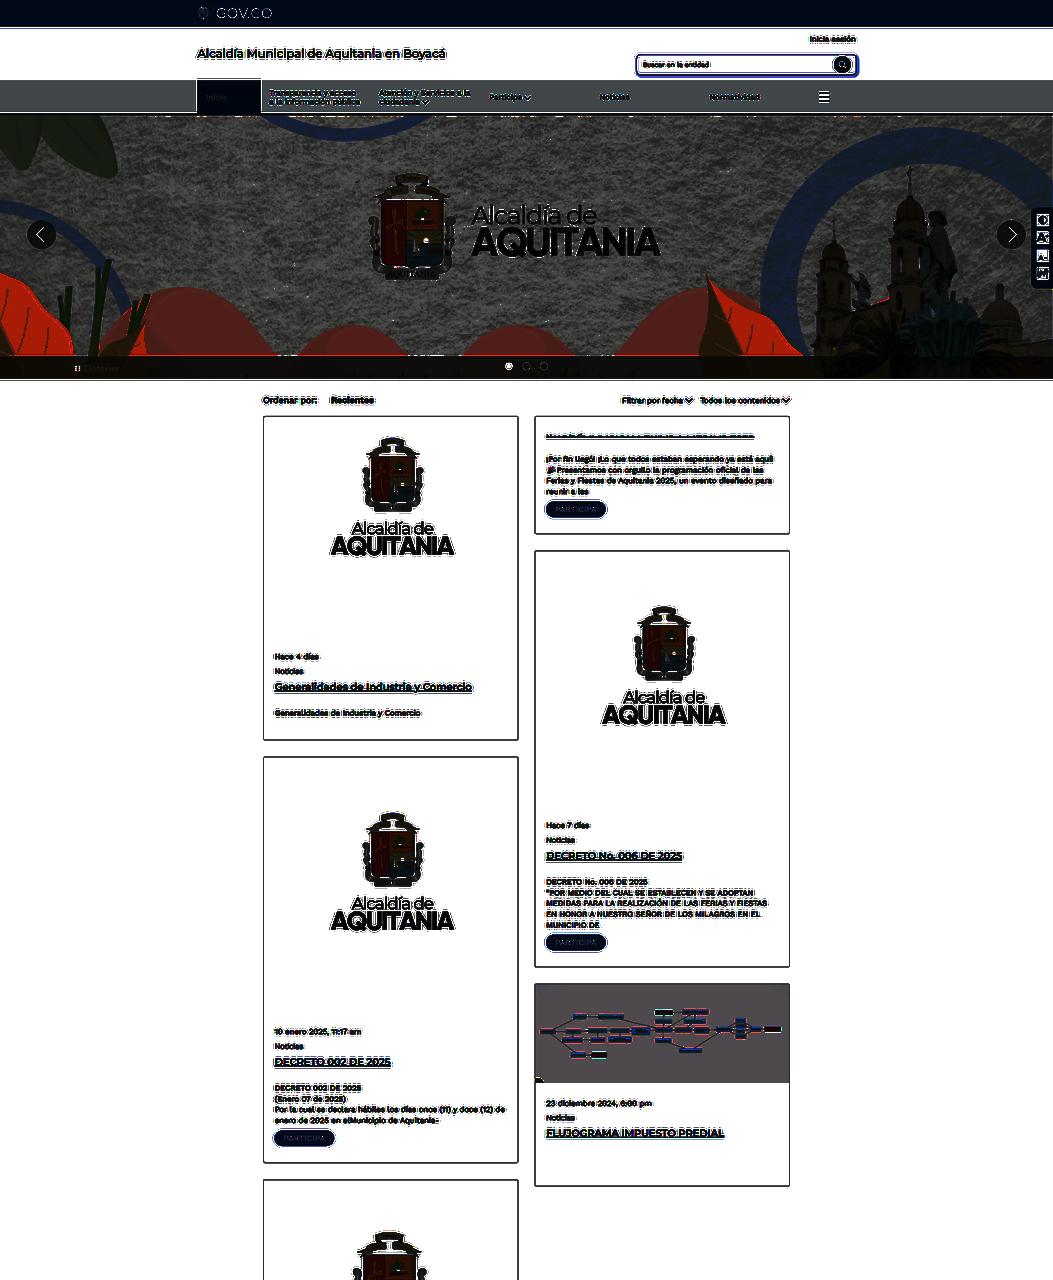 GOV.CO
Inicia sesión
Alcaldía Municipal de Aquitania en Boyacá
Buscar en la entidad
Inicio
Transparencia y acceso
a la información pública
Atención y Servicios a la
ciudadanía
Participa
Noticias
Normatividad
Alcaldía de
AQUITANIA
Detener
Ordenar por:
Recientes
Filtrar por fecha
Todos los contenidos
Alcaldía de
AQUITANIA
Hace 4 días
Noticias
Generalidades de Industria y Comercio
Generalidades de Industria y Comercio
¡Por fin llegó! ¡Lo que todos estaban esperando ya está aquí!
🎉 Presentamos con orgullo la programación oficial de las
Ferias y Fiestas de Aquitania 2025, un evento diseñado para
reunir a las
PARTICIPA
Alcaldía de
AQUITANIA
Hace 7 días
Noticias
DECRETO No. 006 DE 2025
DECRETO No. 006 DE 2025
"POR MEDIO DEL CUAL SE ESTABLECEN Y SE ADOPTAN
MEDIDAS PARA LA REALIZACIÓN DE LAS FERIAS Y FIESTAS
EN HONOR A NUESTRO SEÑOR DE LOS MILAGROS EN EL
MUNICIPIO DE
PARTICIPA
Alcaldía de
AQUITANIA
10 enero 2025, 11:17 am
Noticias
DECRETO 002 DE 2025
DECRETO 002 DE 2025
(Enero 07 de 2025)
Por la cual se declara hábiles los días once (11) y doce (12) de
enero de 2025 en elMunicipio de Aquitania-
PARTICIPA
23 diciembre 2024, 6:00 pm
Noticias
FLUJOGRAMA IMPUESTO PREDIAL